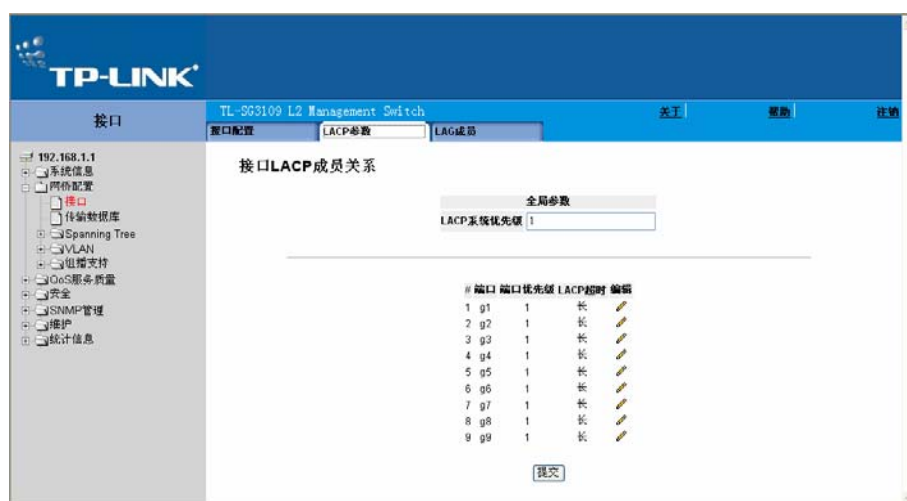 TP-LINK
接口
TL-SG3109 L2 Management Switch
关于
帮助
注销
接口配置
LACP参数
LAG成员
192.168.1.1
系统信息
网桥配置
接口
传输数据库
Spanning Tree
VLAN
组播支持
QoS服务质量
安全
SNMP管理
维护
统计信息
接口LACP成员关系
全局参数
LACP系统优先级 1
# 端口 端口优先级 LACP超时 编辑
1 g1 1 长
2 g2 1 长
3 g3 1 长
4 g4 1 长
5 g5 1 长
6 g6 1 长
7 g7 1 长
8 g8 1 长
9 g9 1 长
提交